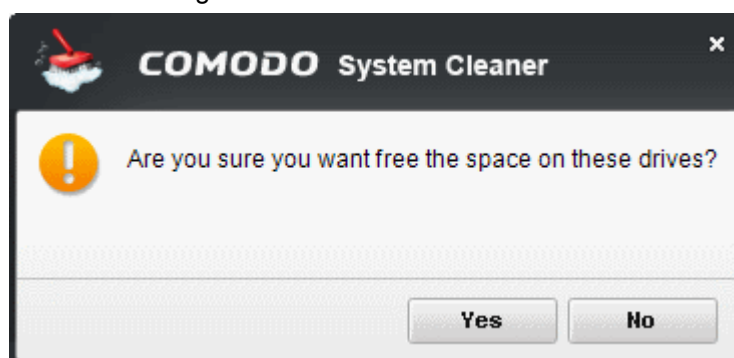 COMODO System Cleaner
Are you sure you want free the space on these drives?
Yes No